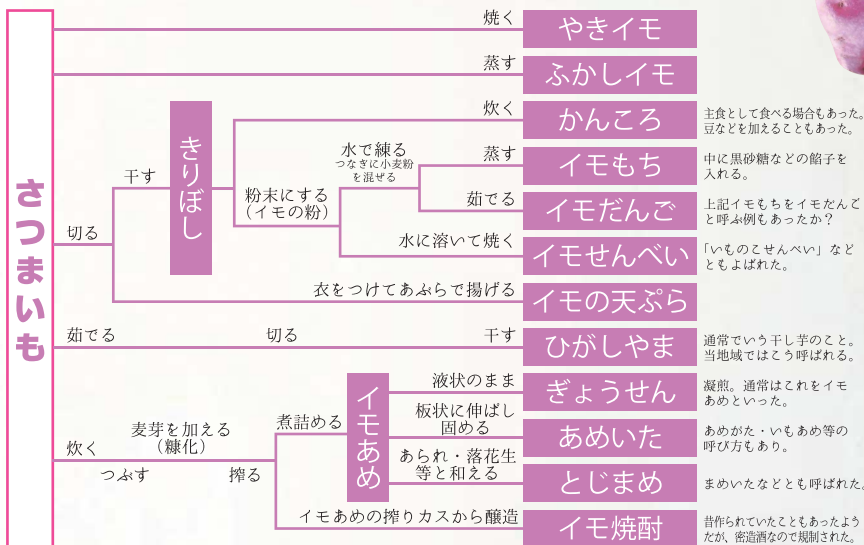 さつまいも
焼く
やきイモ
蒸す
ふかしイモ
切る
干す
きりぼし
炊く
かんころ
主食として食べる場合もあった。
豆などを加えることもあった。
粉末にする
（イモの粉）
水で練る
つなぎに小麦粉
を混ぜる
蒸す
イモもち
中に黒砂糖などの餡子を
入れる。
茹でる
イモだんご
上記イモもちをイモだんご
と呼ぶ例もあったか？
水に溶いて焼く
イモせんべい
「いものこせんべい」など
ともよばれた。
衣をつけてあぶらで揚げる
イモの天ぷら
茹でる
切る
干す
ひがしやま
通常でいう干し芋のこと。
当地域ではこう呼ばれる。
炊く
麦芽を加える
（糠化）
つぶす
搾る
煮詰める
イモあめ
液状のまま
ぎょうせん
凝煎。通常はこれをイモ
あめといった。
板状に伸ばし
固める
あめいた
あめがた・いもあめ等の
呼び方もあり。
あられ・落花生
等と和える
とじまめ
まめいたなどとも呼ばれた。
イモあめの搾りカスから醸造
イモ焼酎
昔作られていたこともあったよう
だが、密造酒なので規制された。